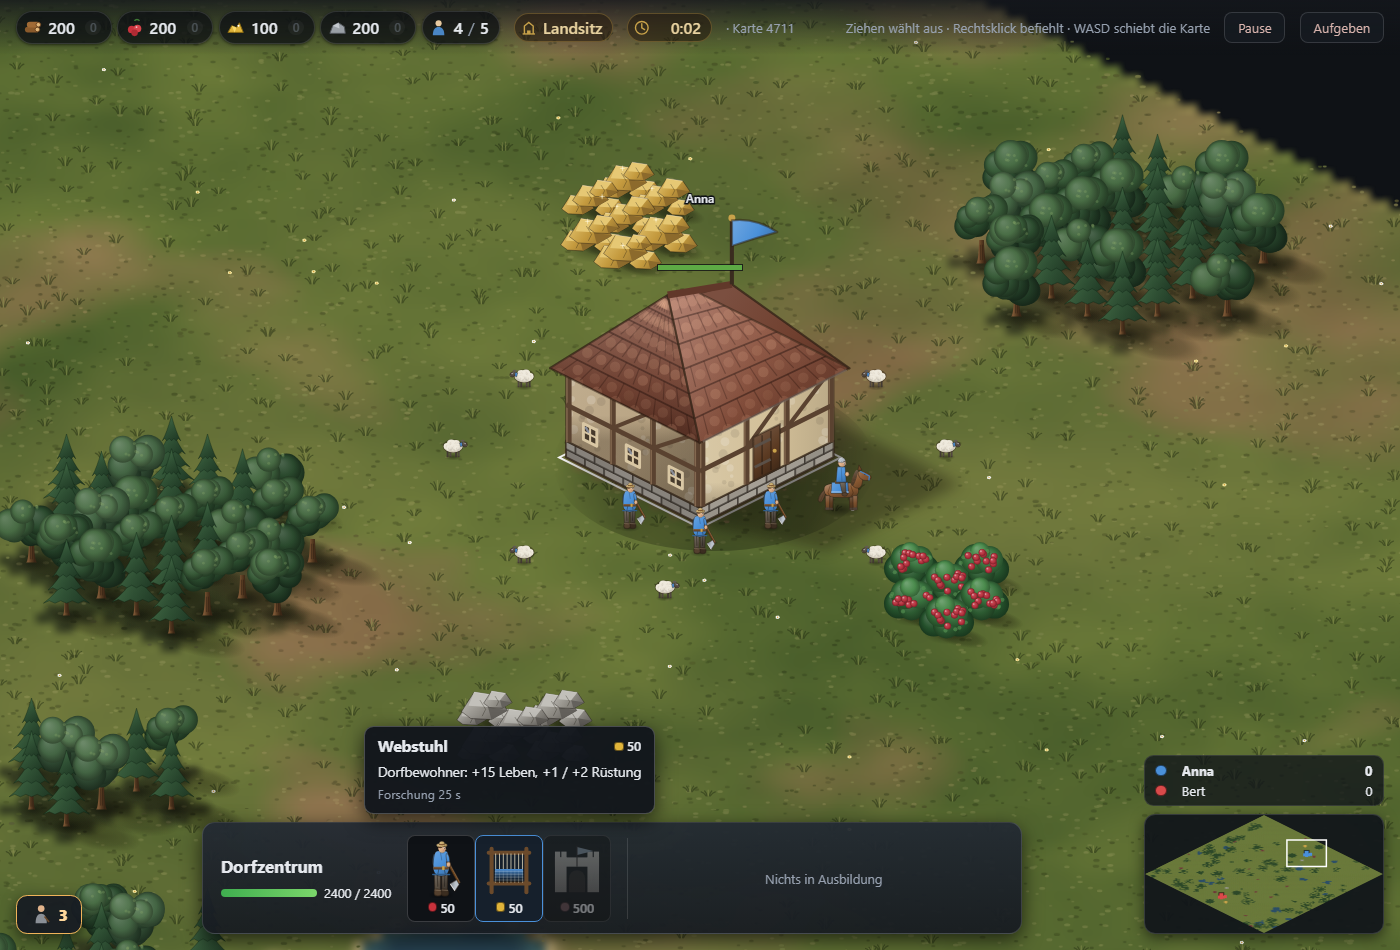 200 0 200 0 100 0 200 0 4 / 5 Landsitz 0:02 · Karte 4711 Ziehen wählt aus · Rechtsklick befiehlt · WASD schiebt die Karte Pause Aufgeben
Anna
Webstuhl 50
Dorfbewohner: +15 Leben, +1 / +2 Rüstung
Forschung 25 s
Dorfzentrum
2400 / 2400
50 50 500
Nichts in Ausbildung
Anna 0
Bert 0
3